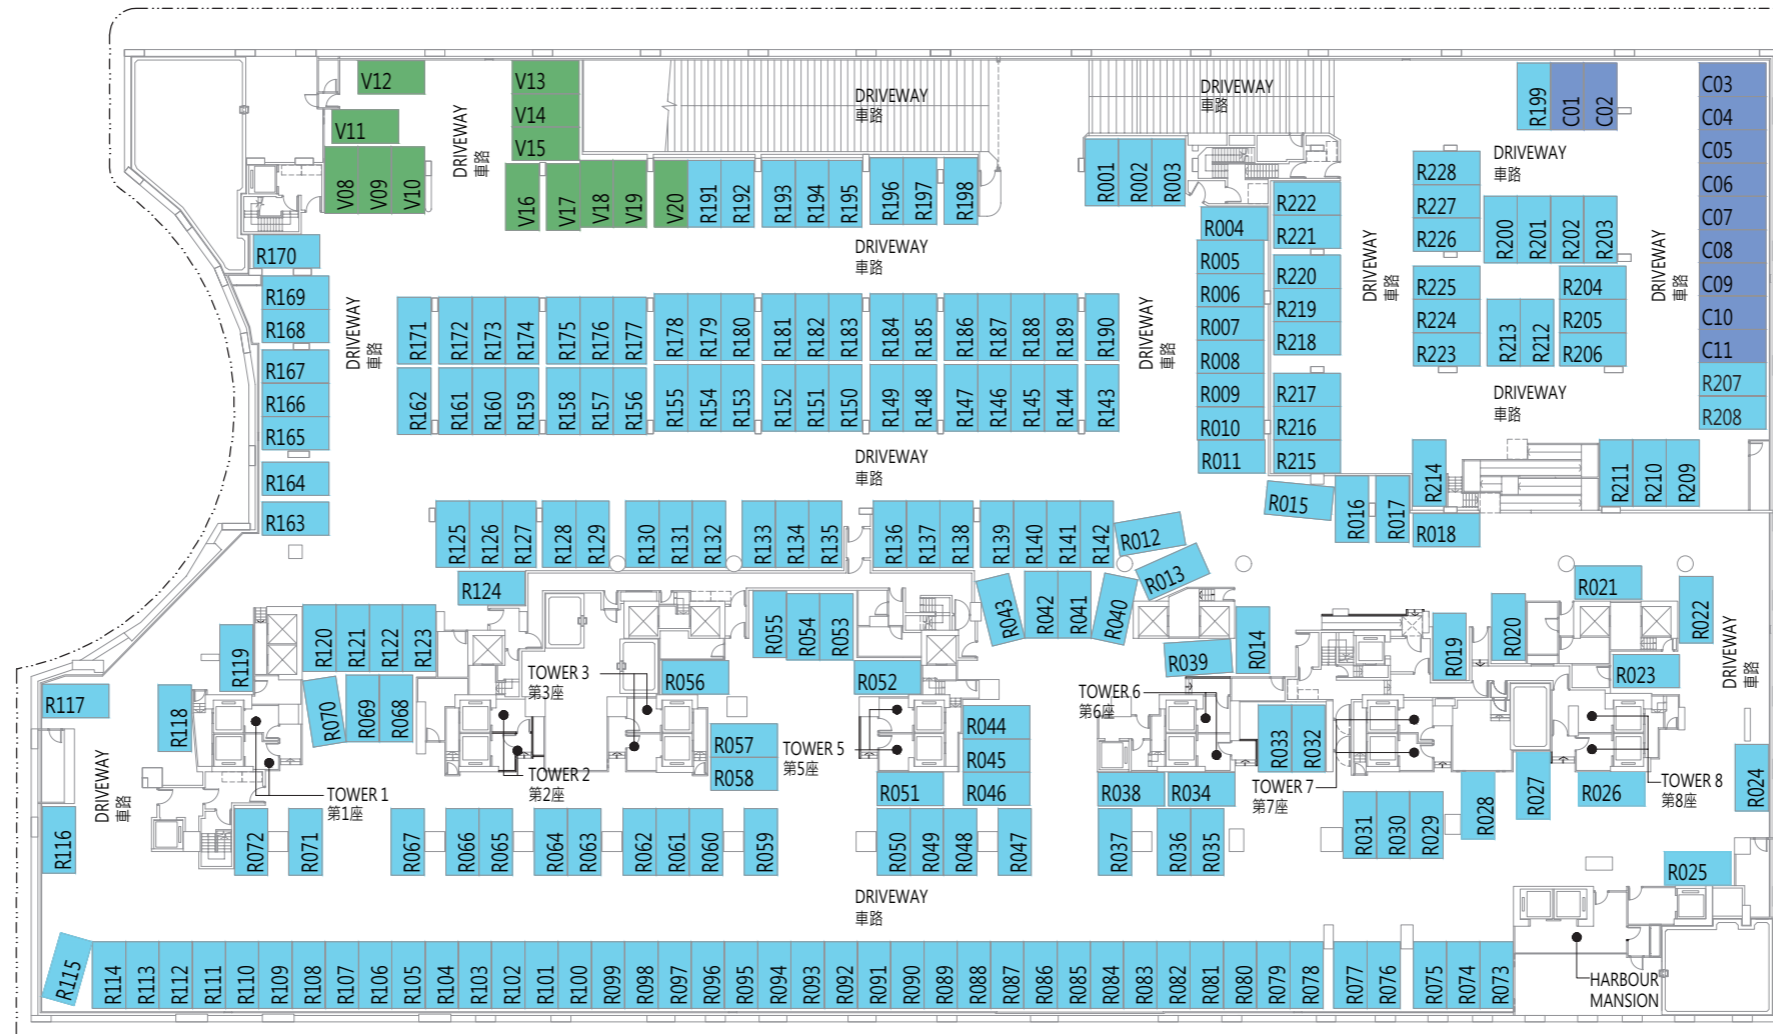 V12
V11
V08
V09
V10
DRIVEWAY
車路
V13
V14
V15
V16
V17
V18
V19
V20
R191
R192
R193
R194
R195
R196
R197
R198
DRIVEWAY
車路
DRIVEWAY
車路
R001
R002
R003
R199
C01
C02
C03
C04
C05
C06
C07
C08
C09
C10
C11
R207
R208
DRIVEWAY
車路
R228
R227
R226
R200
R201
R202
R203
R225
R224
R223
R213
R212
R204
R205
R206
DRIVEWAY
車路
DRIVEWAY
車路
DRIVEWAY
車路
R222
R221
R220
R219
R218
R217
R216
R215
R004
R005
R006
R007
R008
R009
R010
R011
DRIVEWAY
車路
DRIVEWAY
車路
R170
R169
R168
R167
R166
R165
R164
R163
DRIVEWAY
車路
R171
R172
R173
R174
R175
R176
R177
R178
R179
R180
R181
R182
R183
R184
R185
R186
R187
R188
R189
R190
R162
R161
R160
R159
R158
R157
R156
R155
R154
R153
R152
R151
R150
R149
R148
R147
R146
R145
R144
R143
DRIVEWAY
車路
R125
R126
R127
R128
R129
R130
R131
R132
R133
R134
R135
R136
R137
R138
R139
R140
R141
R142
R012
R013
R015
R016
R017
R214
R018
R211
R210
R209
R124
R043
R042
R041
R040
R039
R014
R019
R020
R021
R022
R023
DRIVEWAY
車路
R119
R120
R121
R122
R123
R055
R054
R053
R056
R052
TOWER 3
第3座
TOWER 6
第6座
R117
R118
R070
R069
R068
R057
R058
TOWER 5
第5座
R044
R045
R046
R051
R033
R032
R038
R034
TOWER 7
第7座
R027
R026
TOWER 8
第8座
R024
DRIVEWAY
車路
TOWER 1
第1座
TOWER 2
第2座
R116
R072
R071
R067
R066
R065
R064
R063
R062
R061
R060
R059
R050
R049
R048
R047
R037
R036
R035
R031
R030
R029
R028
R025
DRIVEWAY
車路
R115
R114
R113
R112
R111
R110
R109
R108
R107
R106
R105
R104
R103
R102
R101
R100
R099
R098
R097
R096
R095
R094
R093
R092
R091
R090
R089
R088
R087
R086
R085
R084
R083
R082
R081
R080
R079
R078
R077
R076
R075
R074
R073
HARBOUR
MANSION